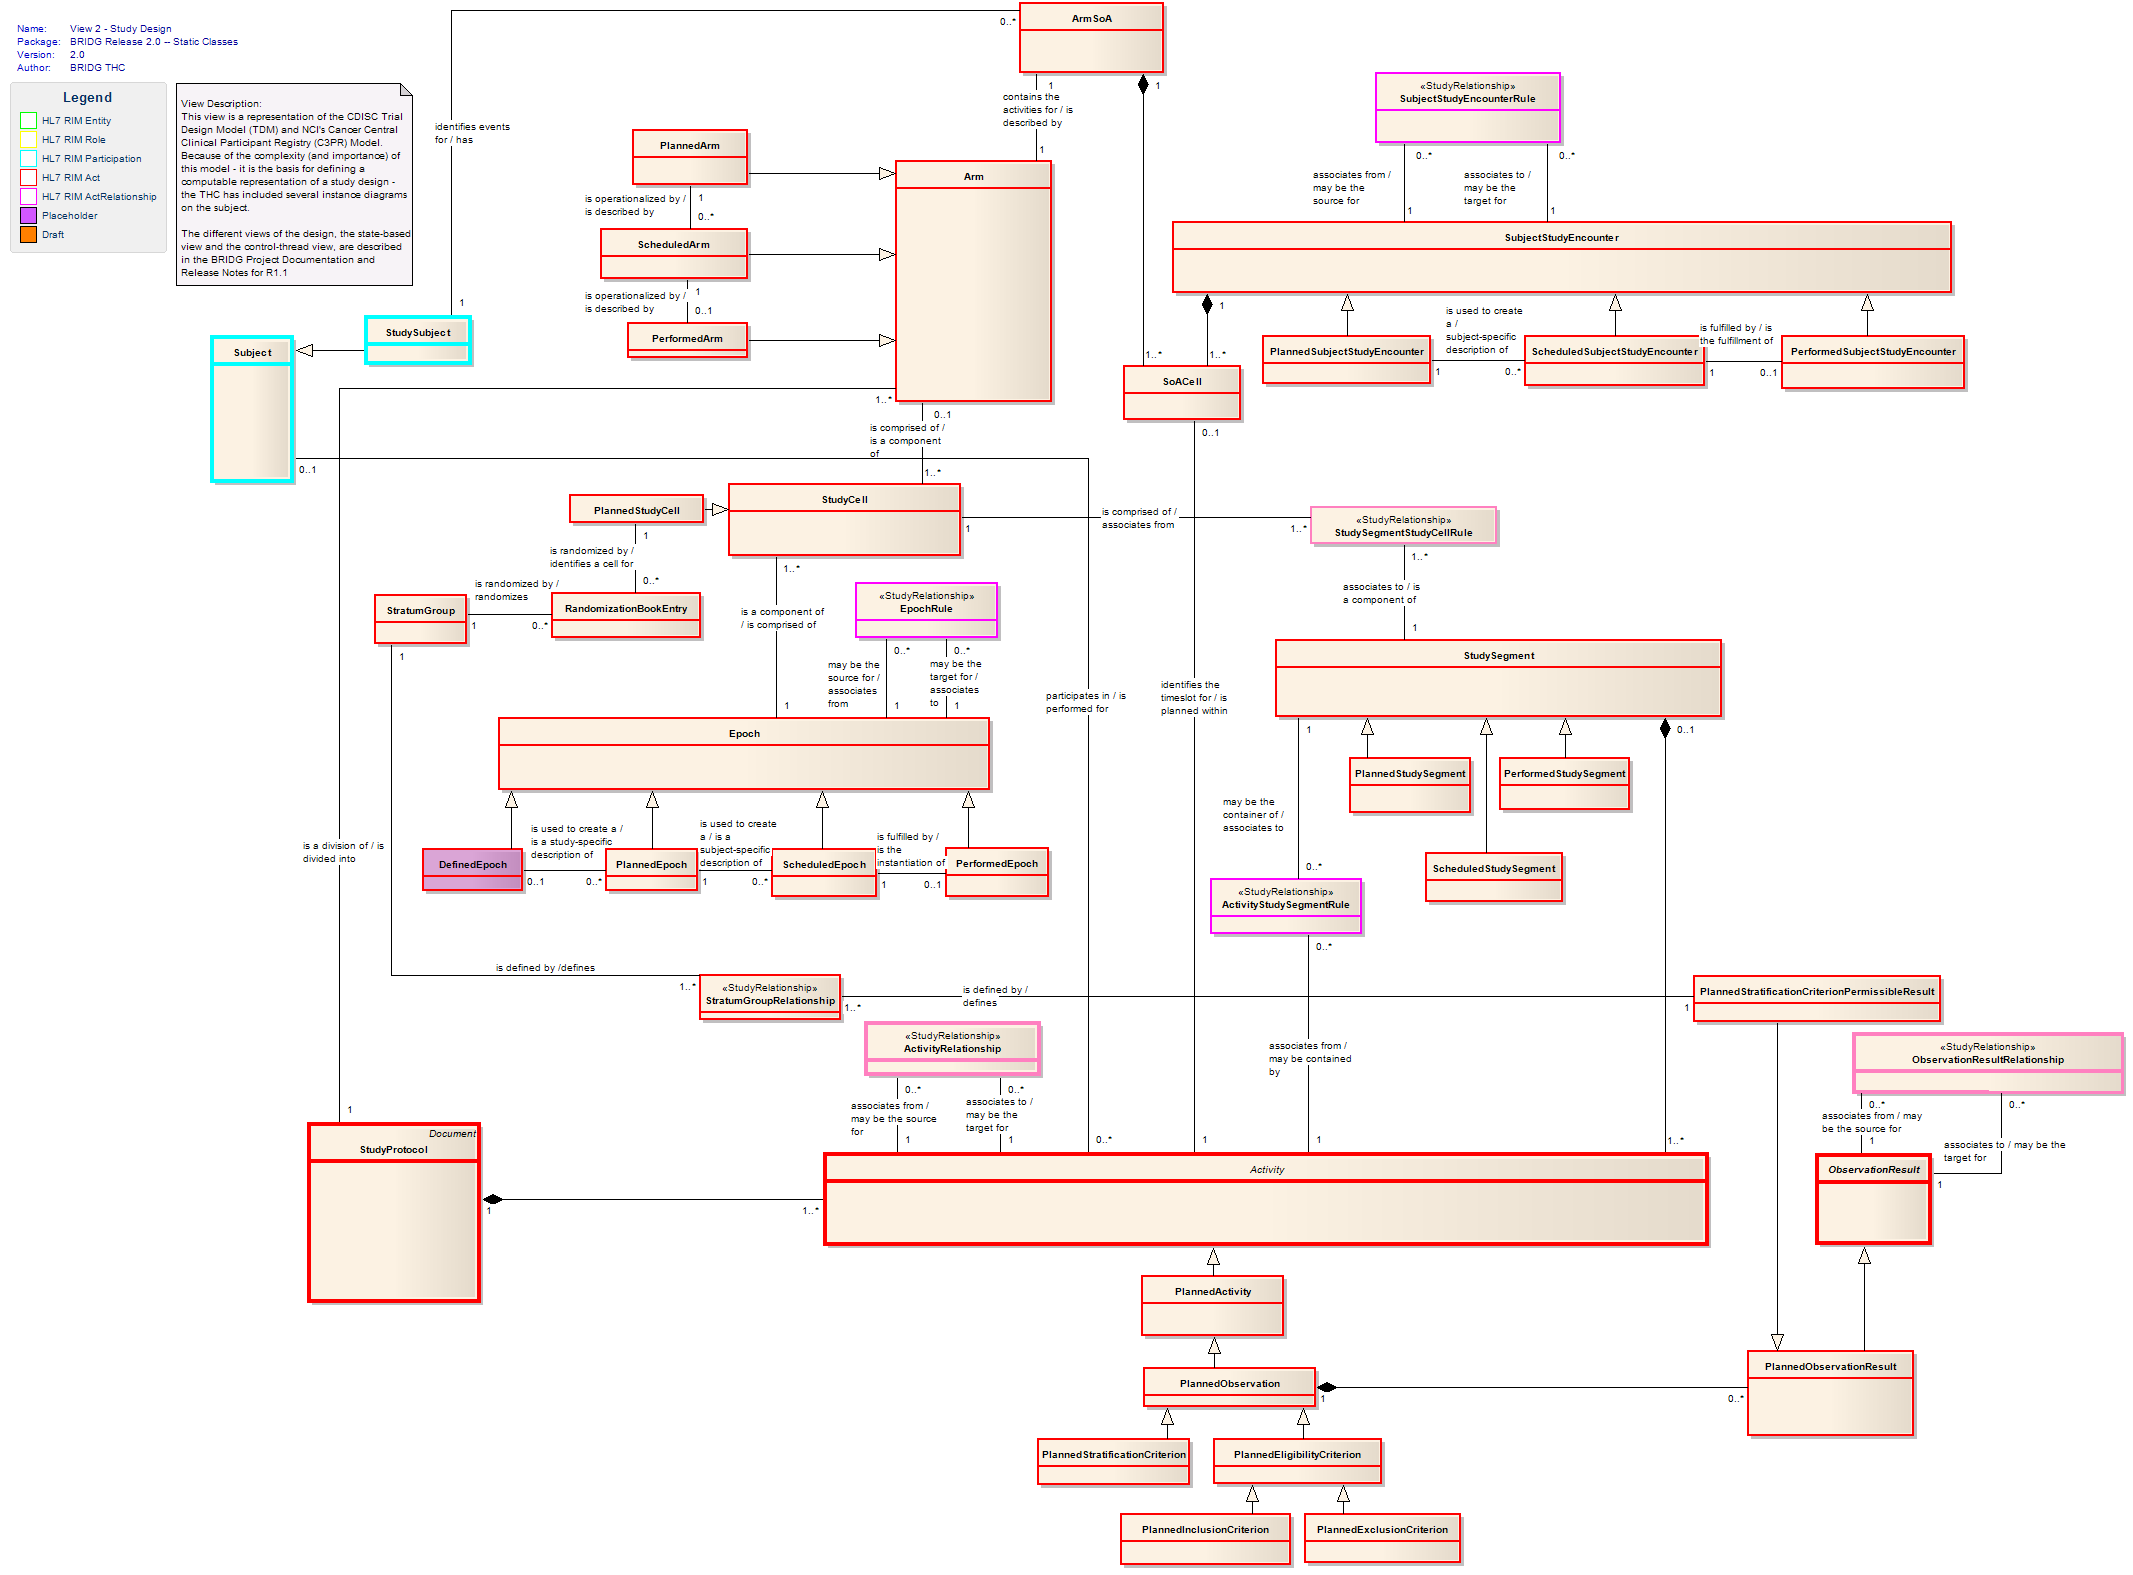 Name: View 2 - Study Design
Package: BRIDG Release 2.0 -- Static Classes
Version: 2.0
Author: BRIDG THC
Legend
HL7 RIM Entity
HL7 RIM Role
HL7 RIM Participation
HL7 RIM Act
HL7 RIM ActRelationship
Placeholder
Draft
View Description:
This view is a representation of the CDISC Trial
Design Model (TDM) and NCI's Cancer Central
Clinical Participant Registry (C3PR) Model.
Because of the complexity (and importance) of
this model - it is the basis for defining a
computable representation of a study design -
the THC has included several instance diagrams
on the subject.
The different views of the design, the state-based
view and the control-thread view, are described
in the BRIDG Project Documentation and
Release Notes for R1.1
ArmSoA
0..*
1
1
contains the
activities for / is
described by
1
identifies events
for / has
1
StudySubject
Subject
0..1
PlannedArm
is operationalized by /
is described by
1
0..*
ScheduledArm
is operationalized by /
is described by
1
0..1
PerformedArm
Arm
1..*
0..1
is comprised of /
is a component
of
1..*
«StudyRelationship»
SubjectStudyEncounterRule
0..*
0..*
associates from /
may be the
source for
associates to /
may be the
target for
1
1
SubjectStudyEncounter
1
1..*
1..*
is used to create
a /
subject-specific
description of
is fulfilled by / is
the fulfillment of
PlannedSubjectStudyEncounter
ScheduledSubjectStudyEncounter
PerformedSubjectStudyEncounter
1
0..*
1
0..1
SoACell
0..1
PlannedStudyCell
StudyCell
1
is comprised of /
associates from
1..*
«StudyRelationship»
StudySegmentStudyCellRule
1..*
associates to / is
a component of
1
1
is randomized by /
identifies a cell for
0..*
is randomized by /
randomizes
StratumGroup
RandomizationBookEntry
1
0..*
1
1..*
is a component of
/ is comprised of
1
«StudyRelationship»
EpochRule
0..*
0..*
may be the
source for /
associates
from
may be the
target for /
associates
to
1
1
participates in / is
performed for
identifies the
timeslot for / is
planned within
StudySegment
1
0..1
PlannedStudySegment
PerformedStudySegment
ScheduledStudySegment
may be the
container of /
associates to
0..*
Epoch
is used to create a /
is a study-specific
description of
is used to create
a / is a
subject-specific
description of
is fulfilled by /
is the
instantiation of
DefinedEpoch
PlannedEpoch
ScheduledEpoch
PerformedEpoch
0..1
0..*
1
0..*
1
0..1
is a division of / is
divided into
«StudyRelationship»
ActivityStudySegmentRule
0..*
is defined by /defines
1..*
«StudyRelationship»
StratumGroupRelationship
1..*
is defined by /
defines
1
PlannedStratificationCriterionPermissibleResult
«StudyRelationship»
ActivityRelationship
0..*
0..*
associates from /
may be the source
for
associates to /
may be the
target for
1
1
0..*
1
associates from /
may be contained
by
1
1..*
«StudyRelationship»
ObservationResultRelationship
0..*
0..*
associates from / may
be the source for
1
associates to / may be the
target for
1
ObservationResult
1
Document
StudyProtocol
1
1..*
Activity
PlannedActivity
PlannedObservation
1
0..*
PlannedObservationResult
PlannedStratificationCriterion
PlannedEligibilityCriterion
PlannedInclusionCriterion
PlannedExclusionCriterion